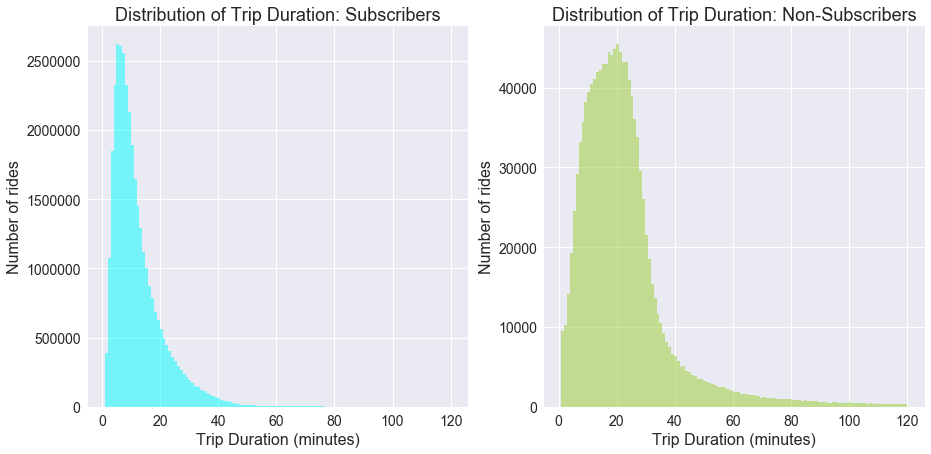 Distribution of Trip Duration: Subscribers
2500000
2000000
1500000
1000000
500000
0
Number of rides
0 20 40 60 80 100 120
Trip Duration (minutes)
Distribution of Trip Duration: Non-Subscribers
40000
30000
20000
10000
0
Number of rides
0 20 40 60 80 100 120
Trip Duration (minutes)